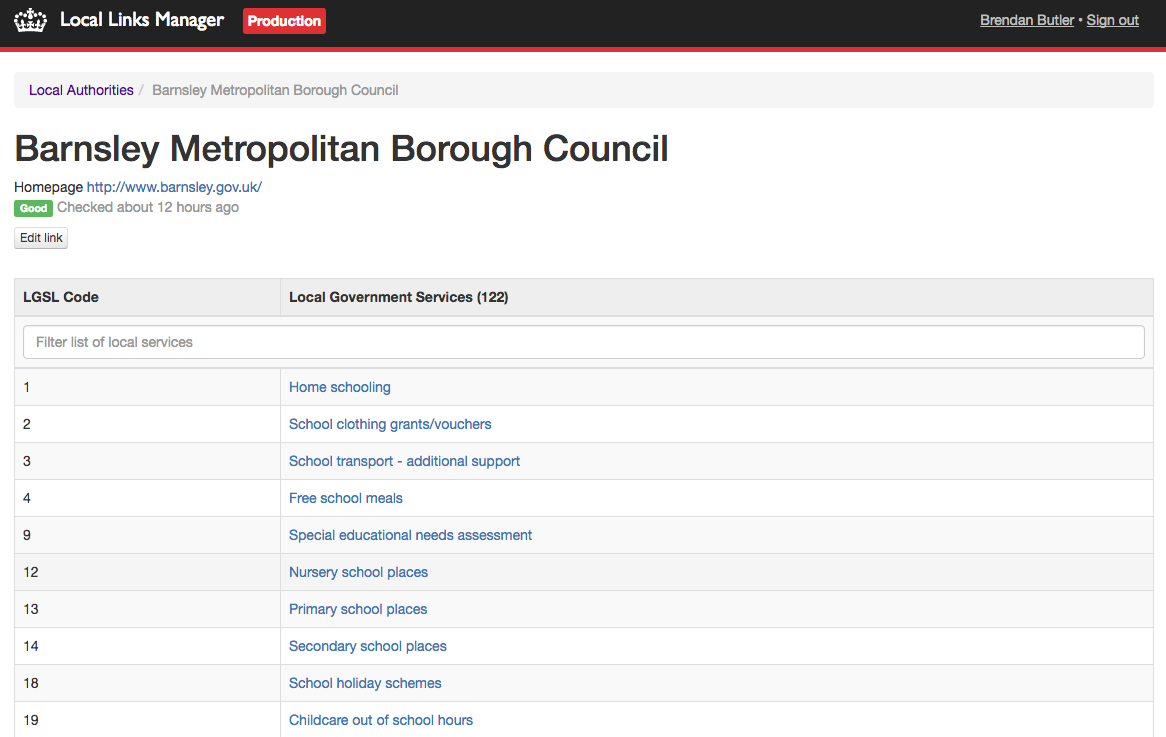 Local Links Manager Production Brendan Butler • Sign out
Local Authorities / Barnsley Metropolitan Borough Council
Barnsley Metropolitan Borough Council
Homepage http://www.barnsley.gov.uk/
Good Checked about 12 hours ago
Edit link
LGSL Code Local Government Services (122)
Filter list of local services
1 Home schooling
2 School clothing grants/vouchers
3 School transport - additional support
4 Free school meals
9 Special educational needs assessment
12 Nursery school places
13 Primary school places
14 Secondary school places
18 School holiday schemes
19 Childcare out of school hours